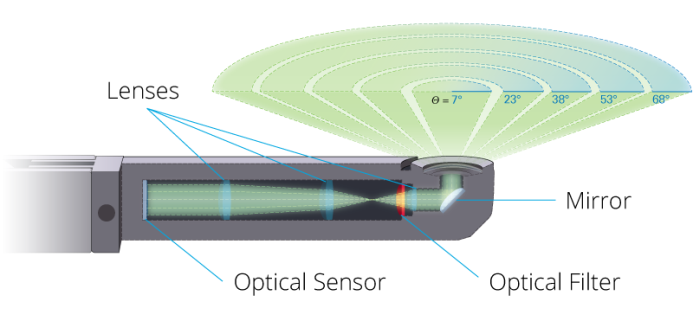 Lenses
Θ = 7° 23° 38° 53° 68°
Mirror
Optical Sensor
Optical Filter